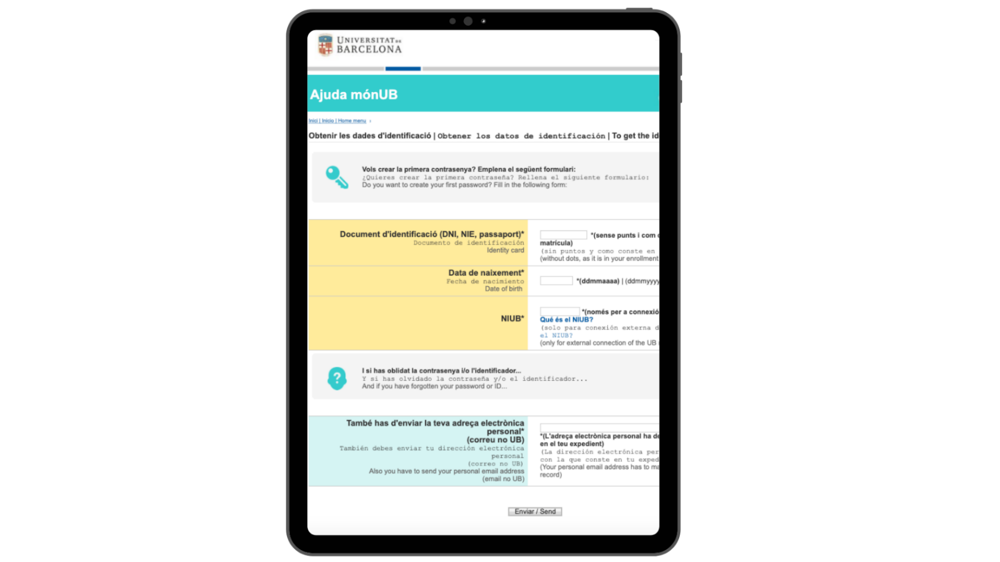 UNIVERSITAT DE
BARCELONA
Ajuda mónUB
Inici | Inicio | Home menu ›
Obtenir les dades d'identificació | Obtener los datos de identificación | To get the id
Vols crear la primera contrasenya? Emplena el següent formulari:
¿Quieres crear la primera contraseña? Rellena el siguiente formulario:
Do you want to create your first password? Fill in the following form:
Document d'identificació (DNI, NIE, passaport)*
Documento de identificación
Identity card
*(sense punts i com
matrícula)
(sin puntos y como conste en
(without dots, as it is in your enrollment
Data de naixement*
Fecha de nacimiento
Date of birth
*(ddmmaaaa) | (ddmmyyyy
NIUB*
*(només per a connexió
Qué és el NIUB?
(solo para conexión externa d
el NIUB?
(only for external connection of the UB
I si has oblidat la contrasenya i/o l'identificador...
Y si has olvidado la contraseña y/o el identificador...
And if you have forgotten your password or ID...
També has d'enviar la teva adreça electrònica
personal*
(correu no UB)
También debes enviar tu dirección electrónica
personal
(correo no UB)
Also you have to send your personal email address
(email no UB)
*(L'adreça electrònica personal ha de
en el teu expedient)
(La dirección electrónica per
con la que conste en tu exped
(Your personal email address has to ma
record)
Enviar / Send